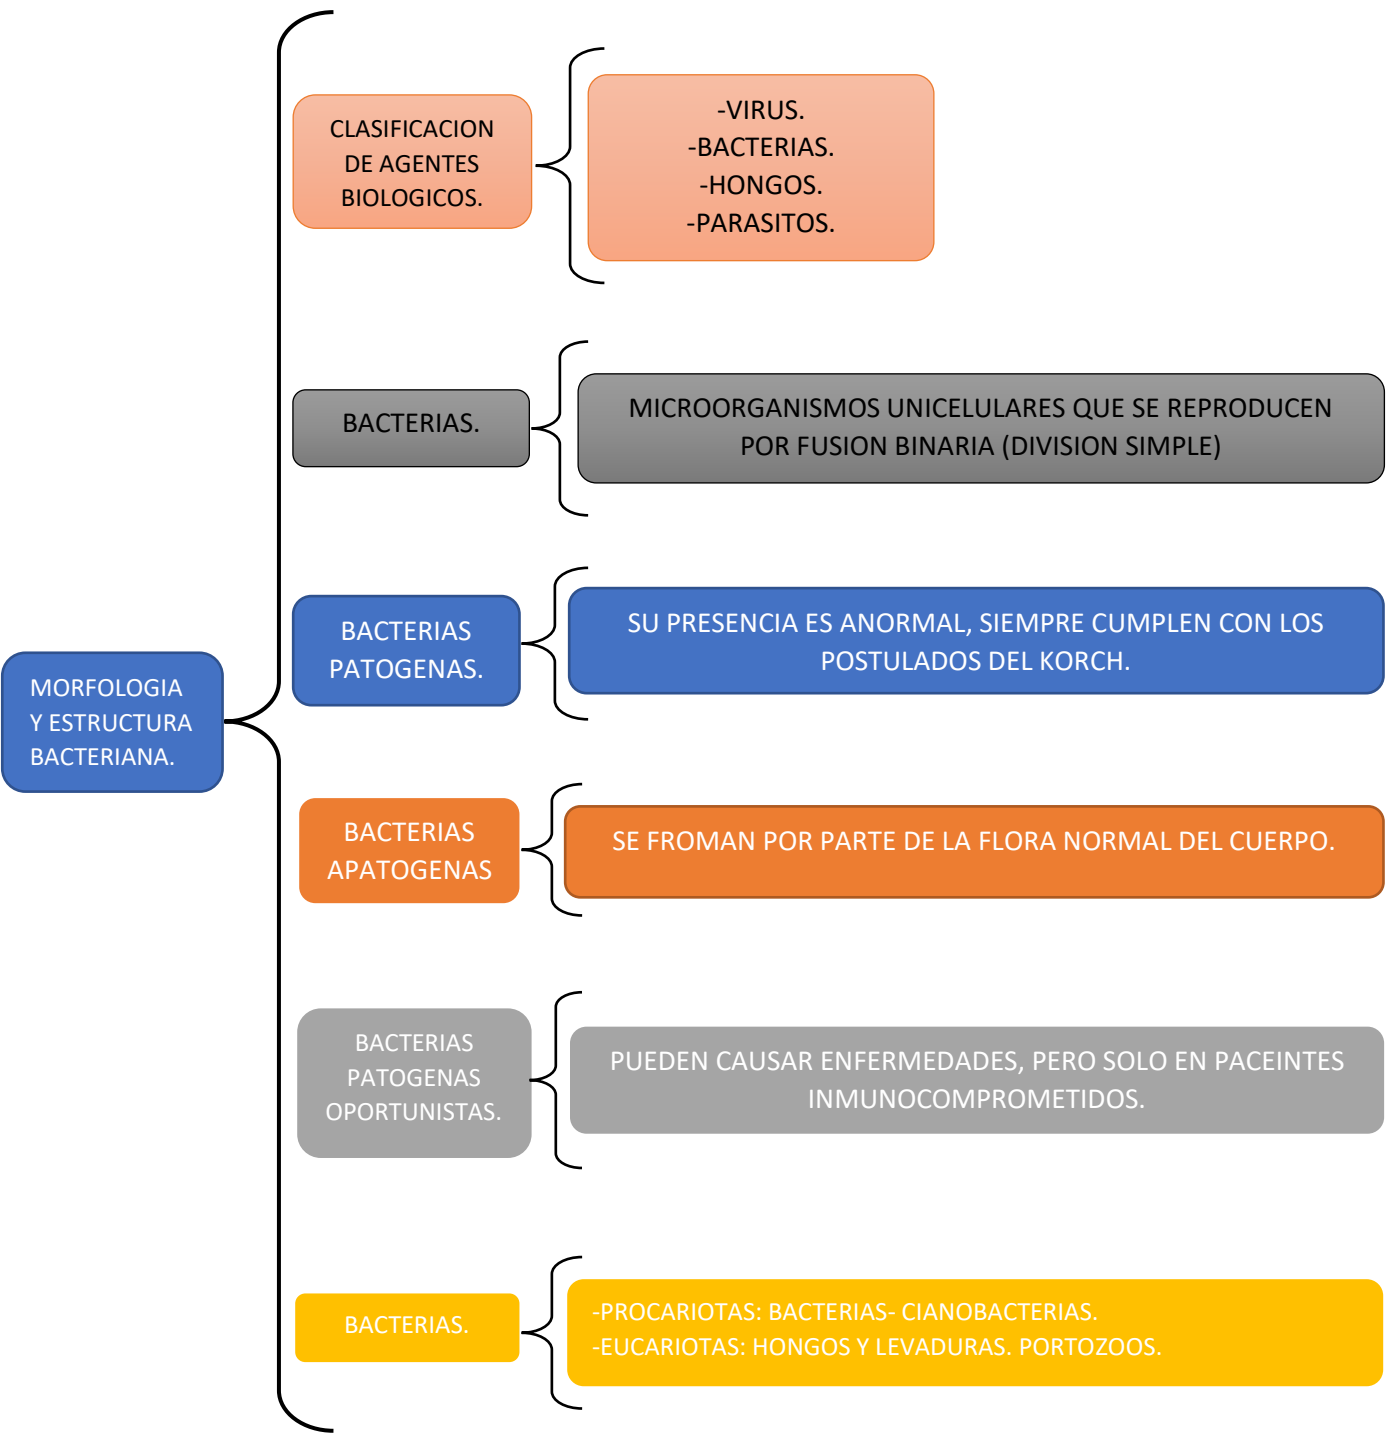 CLASIFICACION
DE AGENTES
BIOLOGICOS.
-VIRUS.
-BACTERIAS.
-HONGOS.
-PARASITOS.
BACTERIAS.
MICROORGANISMOS UNICELULARES QUE SE REPRODUCEN
POR FUSION BINARIA (DIVISION SIMPLE)
BACTERIAS
PATOGENAS.
SU PRESENCIA ES ANORMAL, SIEMPRE CUMPLEN CON LOS
POSTULADOS DEL KORCH.
MORFOLOGIA
Y ESTRUCTURA
BACTERIANA.
BACTERIAS
APATOGENAS
SE FROMAN POR PARTE DE LA FLORA NORMAL DEL CUERPO.
BACTERIAS
PATOGENAS
OPORTUNISTAS.
PUEDEN CAUSAR ENFERMEDADES, PERO SOLO EN PACEINTES
INMUNOCOMPROMETIDOS.
BACTERIAS.
-PROCARIOTAS: BACTERIAS- CIANOBACTERIAS.
-EUCARIOTAS: HONGOS Y LEVADURAS. PORTOZOOS.